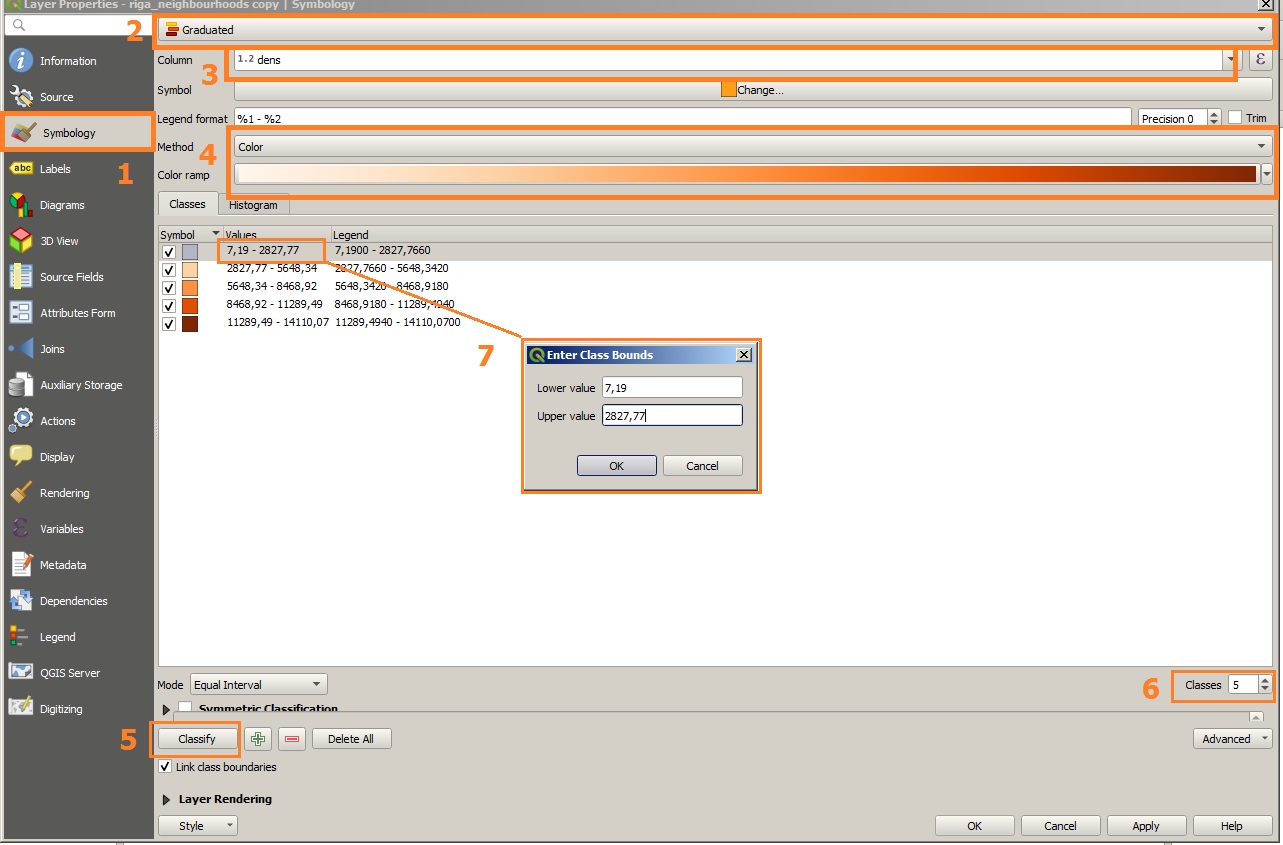 Layer Properties - riga_neighbourhoods copy | Symbology
2 Graduated
Information
Column 1.2 dens ε
3
Source
Symbol Change...
1
Symbology
Legend format %1 - %2 Precision 0 Trim
Method Color
4
Color ramp
Labels
Diagrams
3D View
Source Fields
Attributes Form
Joins
Auxiliary Storage
Actions
Display
Rendering
Variables
Metadata
Dependencies
Legend
QGIS Server
Digitizing
Classes Histogram
Symbol Values Legend
7,19 - 2827,77 7,1900 - 2827,7660
2827,77 - 5648,34 2827,7660 - 5648,3420
5648,34 - 8468,92 5648,3420 - 8468,9180
8468,92 - 11289,49 8468,9180 - 11289,4940
11289,49 - 14110,07 11289,4940 - 14110,0700
7
Enter Class Bounds
Lower value 7,19
Upper value 2827,77
OK Cancel
Mode Equal Interval
6 Classes 5
Symmetric Classification
5 Classify Delete All Advanced
Link class boundaries
Layer Rendering
Style OK Cancel Apply Help